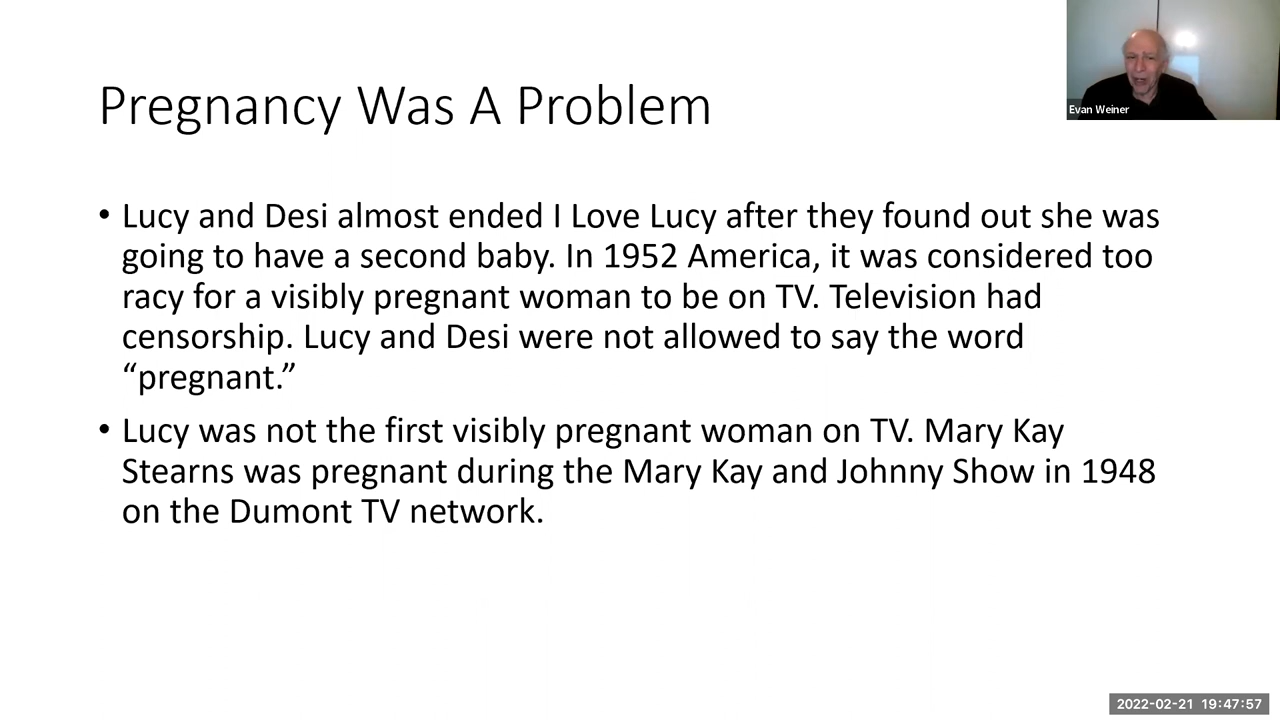 Evan Weiner
Pregnancy Was A Problem
• Lucy and Desi almost ended I Love Lucy after they found out she was
going to have a second baby. In 1952 America, it was considered too
racy for a visibly pregnant woman to be on TV. Television had
censorship. Lucy and Desi were not allowed to say the word
“pregnant.”
• Lucy was not the first visibly pregnant woman on TV. Mary Kay
Stearns was pregnant during the Mary Kay and Johnny Show in 1948
on the Dumont TV network.
2022-02-21 19:47:57